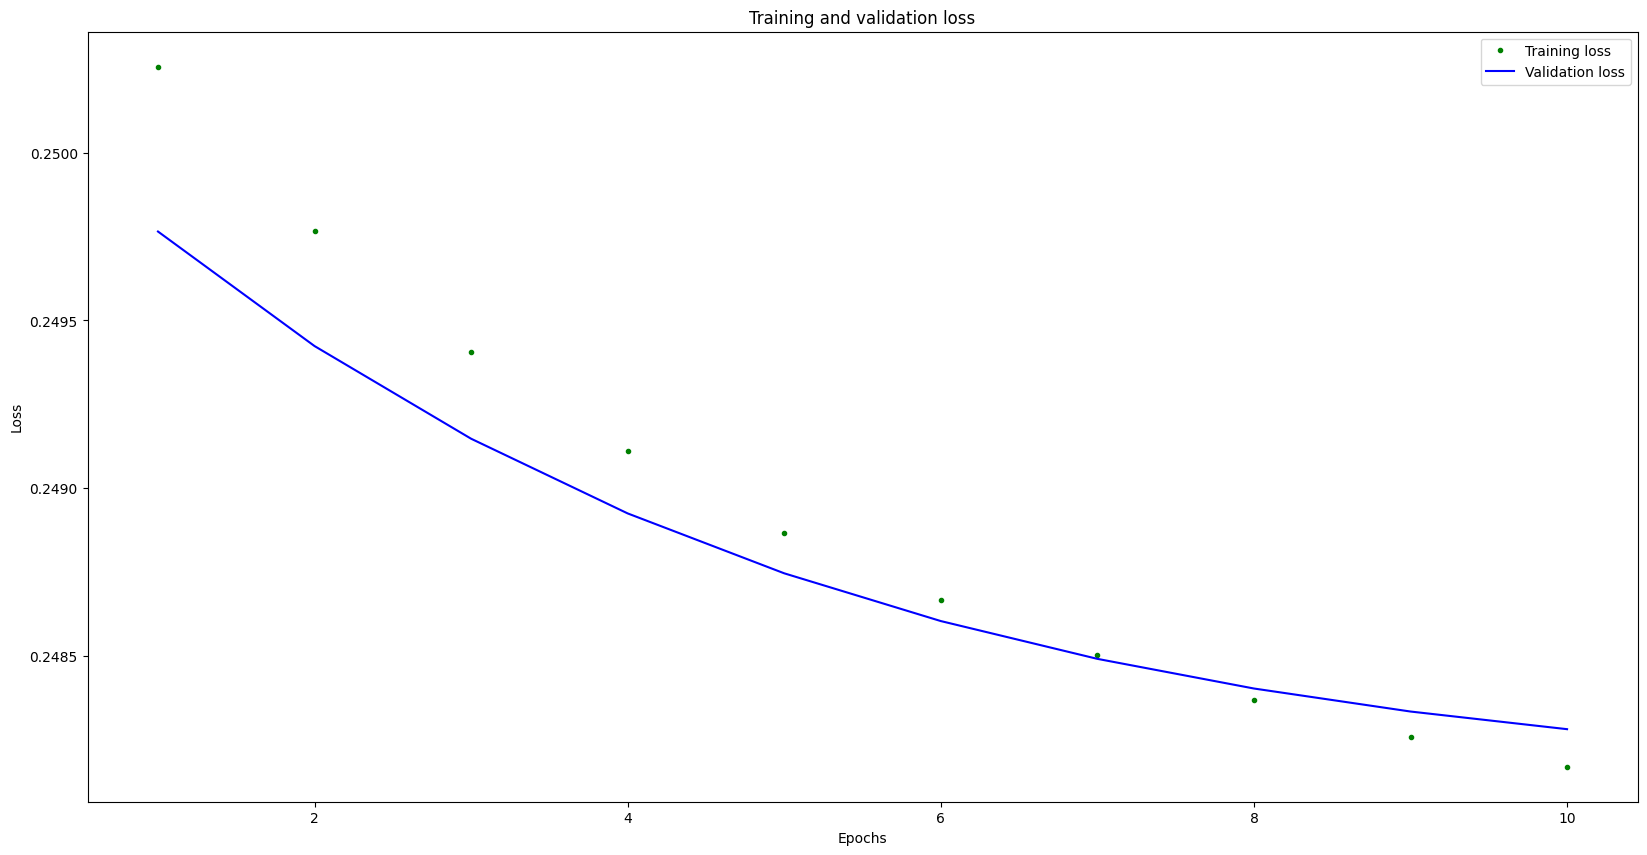 Training and validation loss
Training loss
Validation loss
0.2500
0.2495
0.2490
0.2485
Loss
2
4
6
8
10
Epochs